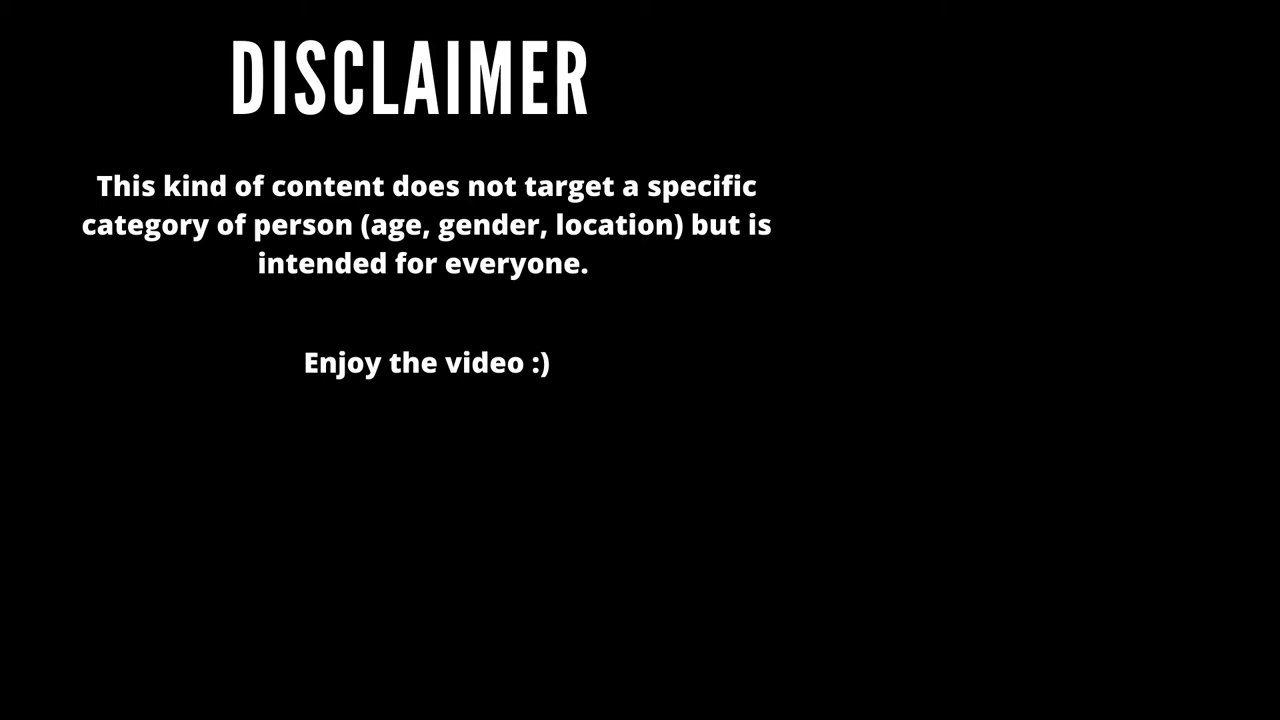 DISCLAIMER
This kind of content does not target a specific
category of person (age, gender, location) but is
intended for everyone.
Enjoy the video :)